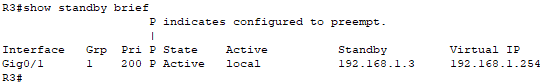 R3#show standby brief
P indicates configured to preempt.
|
Interface Grp Pri P State Active Standby Virtual IP
Gig0/1 1 200 P Active local 192.168.1.3 192.168.1.254
R3#